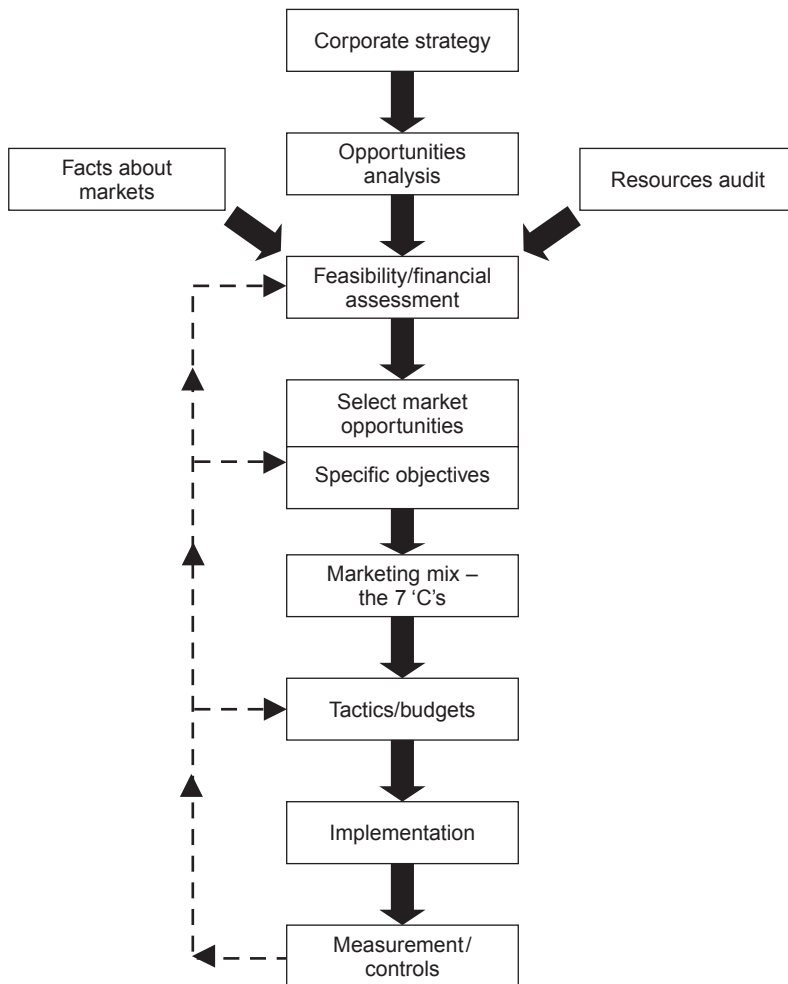 Corporate strategy
Opportunities
analysis
Facts about
markets
Resources audit
Feasibility/financial
assessment
Select market
opportunities
Specific objectives
Marketing mix –
the 7 ‘C’s
Tactics/budgets
Implementation
Measurement/
controls